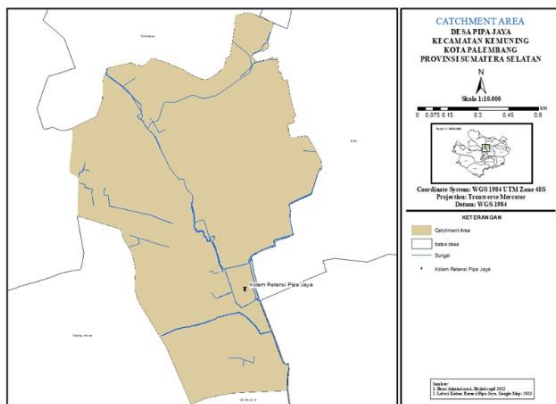 Kolam Retensi Pipa Jaya
CATCHMENT AREA
DESA PIPA JAYA
KECAMATAN KEMUNING
KOTA PALEMBANG
PROVINSI SUMATERA SELATAN
N
Skala 1:10.000
km
0 0.075 0.15 0.3 0.45 0.6
Coordinate System: WGS 1984 UTM Zone 48S
Projection: Transverse Mercator
Datum: WGS 1984
KETERANGAN
Catchment Area
batas desa
Sungai
Kolam Retensi Pipa Jaya
Sumber: